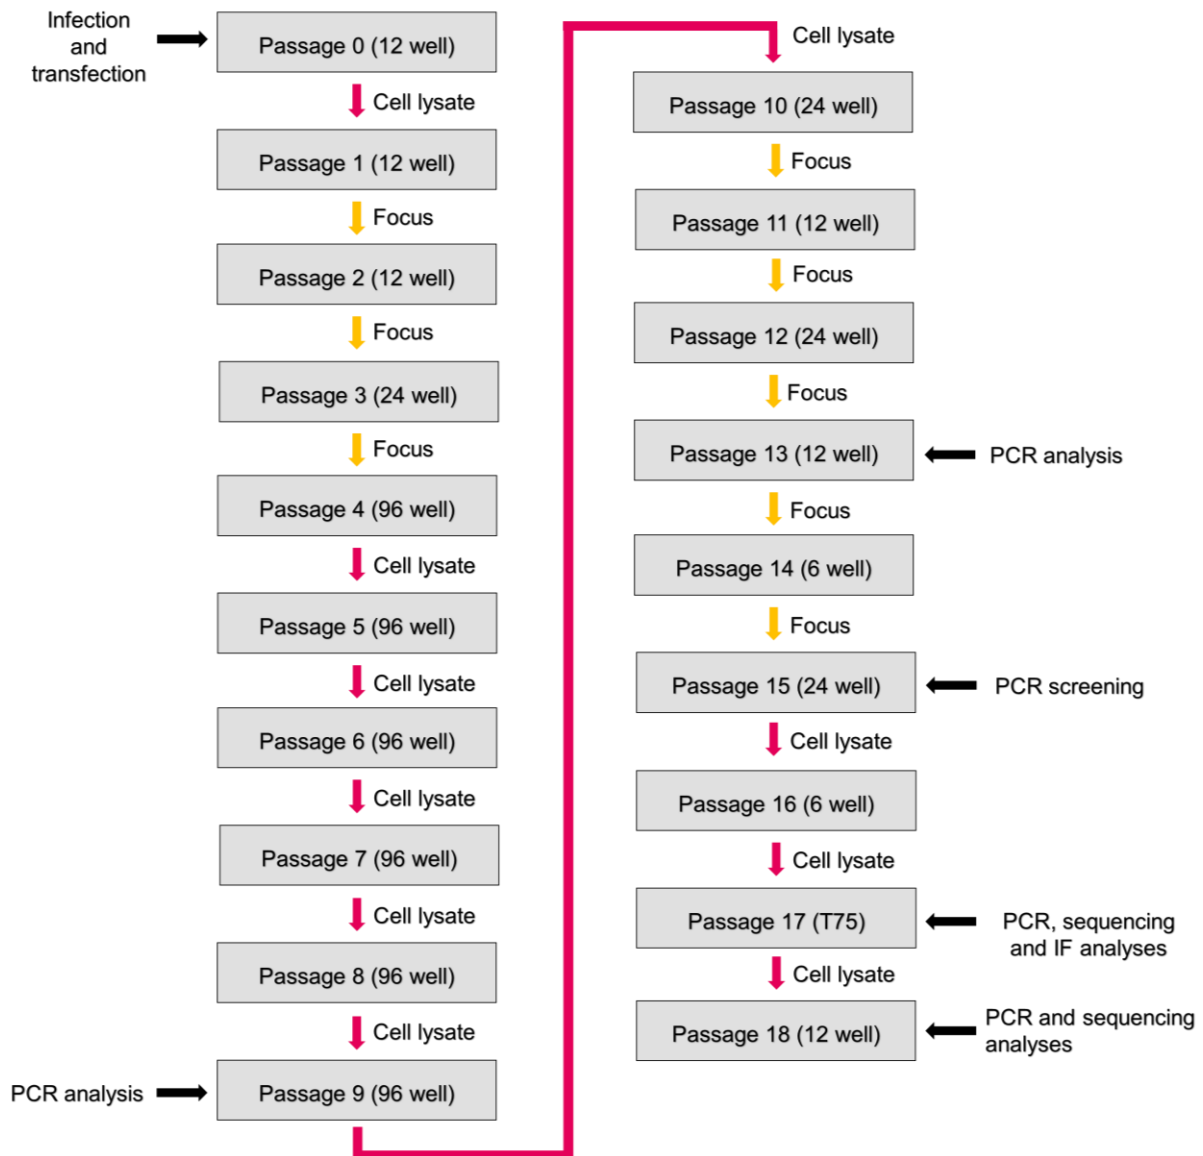 Infection
and
transfection
Passage 0 (12 well)
Cell lysate
Passage 1 (12 well)
Focus
Passage 2 (12 well)
Focus
Passage 3 (24 well)
Focus
Passage 4 (96 well)
Cell lysate
Passage 5 (96 well)
Cell lysate
Passage 6 (96 well)
Cell lysate
Passage 7 (96 well)
Cell lysate
Passage 8 (96 well)
Cell lysate
PCR analysis
Passage 9 (96 well)
Cell lysate
Passage 10 (24 well)
Focus
Passage 11 (12 well)
Focus
Passage 12 (24 well)
Focus
Passage 13 (12 well)
PCR analysis
Focus
Passage 14 (6 well)
Focus
Passage 15 (24 well)
PCR screening
Cell lysate
Passage 16 (6 well)
Cell lysate
Passage 17 (T75)
PCR, sequencing
and IF analyses
Cell lysate
Passage 18 (12 well)
PCR and sequencing
analyses